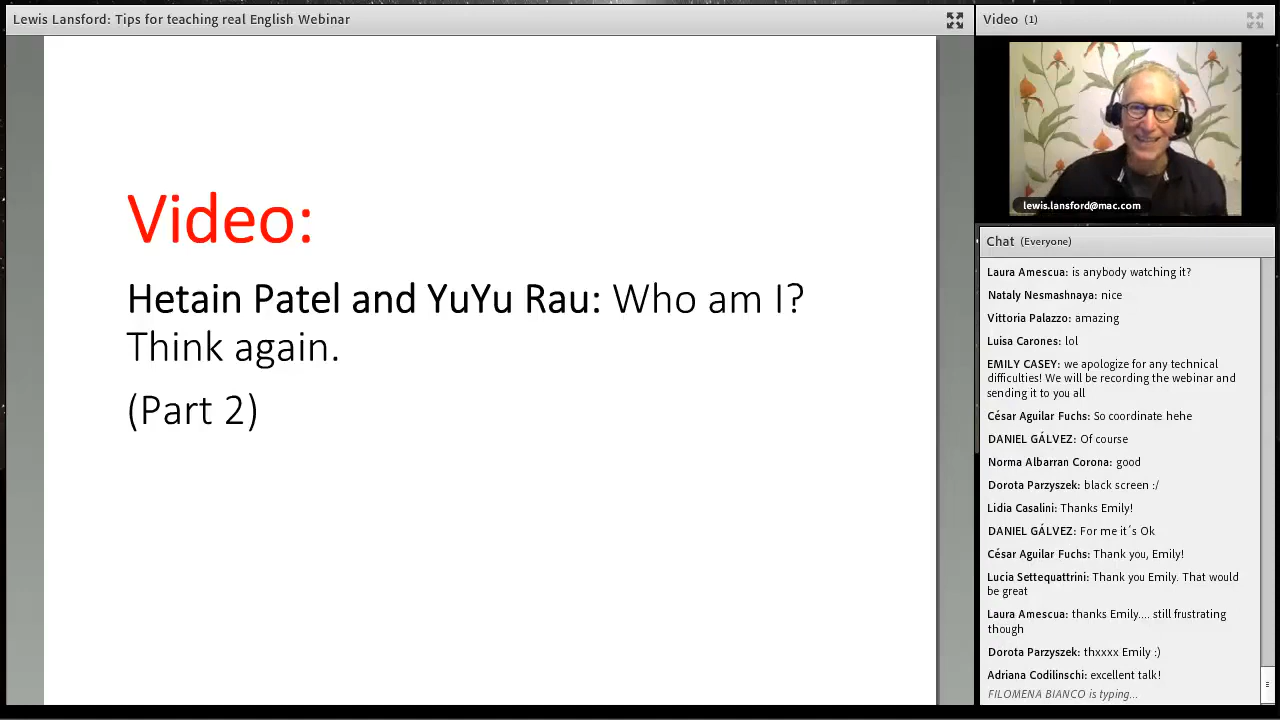 Lewis Lansford: Tips for teaching real English Webinar
Video:
Hetain Patel and YuYu Rau: Who am I?
Think again.
(Part 2)
Video (1)
lewis.lansford@mac.com
Chat (Everyone)
Laura Amescua: is anybody watching it?
Nataly Nesmashnaya: nice
Vittoria Palazzo: amazing
Luisa Carones: lol
EMILY CASEY: we apologize for any technical
difficulties! We will be recording the webinar and
sending it to you all
César Aguilar Fuchs: So coordinate hehe
DANIEL GÁLVEZ: Of course
Norma Albarran Corona: good
Dorota Parzyszek: black screen :/
Lidia Casalini: Thanks Emily!
DANIEL GÁLVEZ: For me it´s Ok
César Aguilar Fuchs: Thank you, Emily!
Lucia Settequattrini: Thank you Emily. That would
be great
Laura Amescua: thanks Emily.... still frustrating
though
Dorota Parzyszek: thxxxx Emily :)
Adriana Codilinschi: excellent talk!
FILOMENA BIANCO is typing...